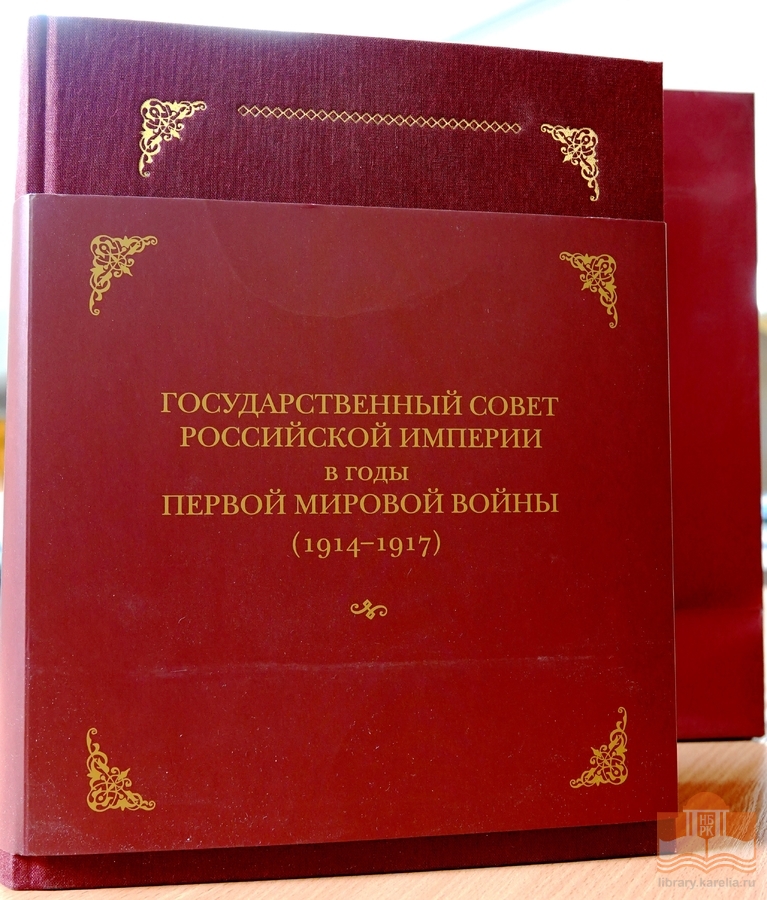 ГОСУДАРСТВЕННЫЙ СОВЕТ
РОССИЙСКОЙ ИМПЕРИИ
В ГОДЫ
ПЕРВОЙ МИРОВОЙ ВОЙНЫ
(1914–1917)
НБ
РК
library.karelia.ru